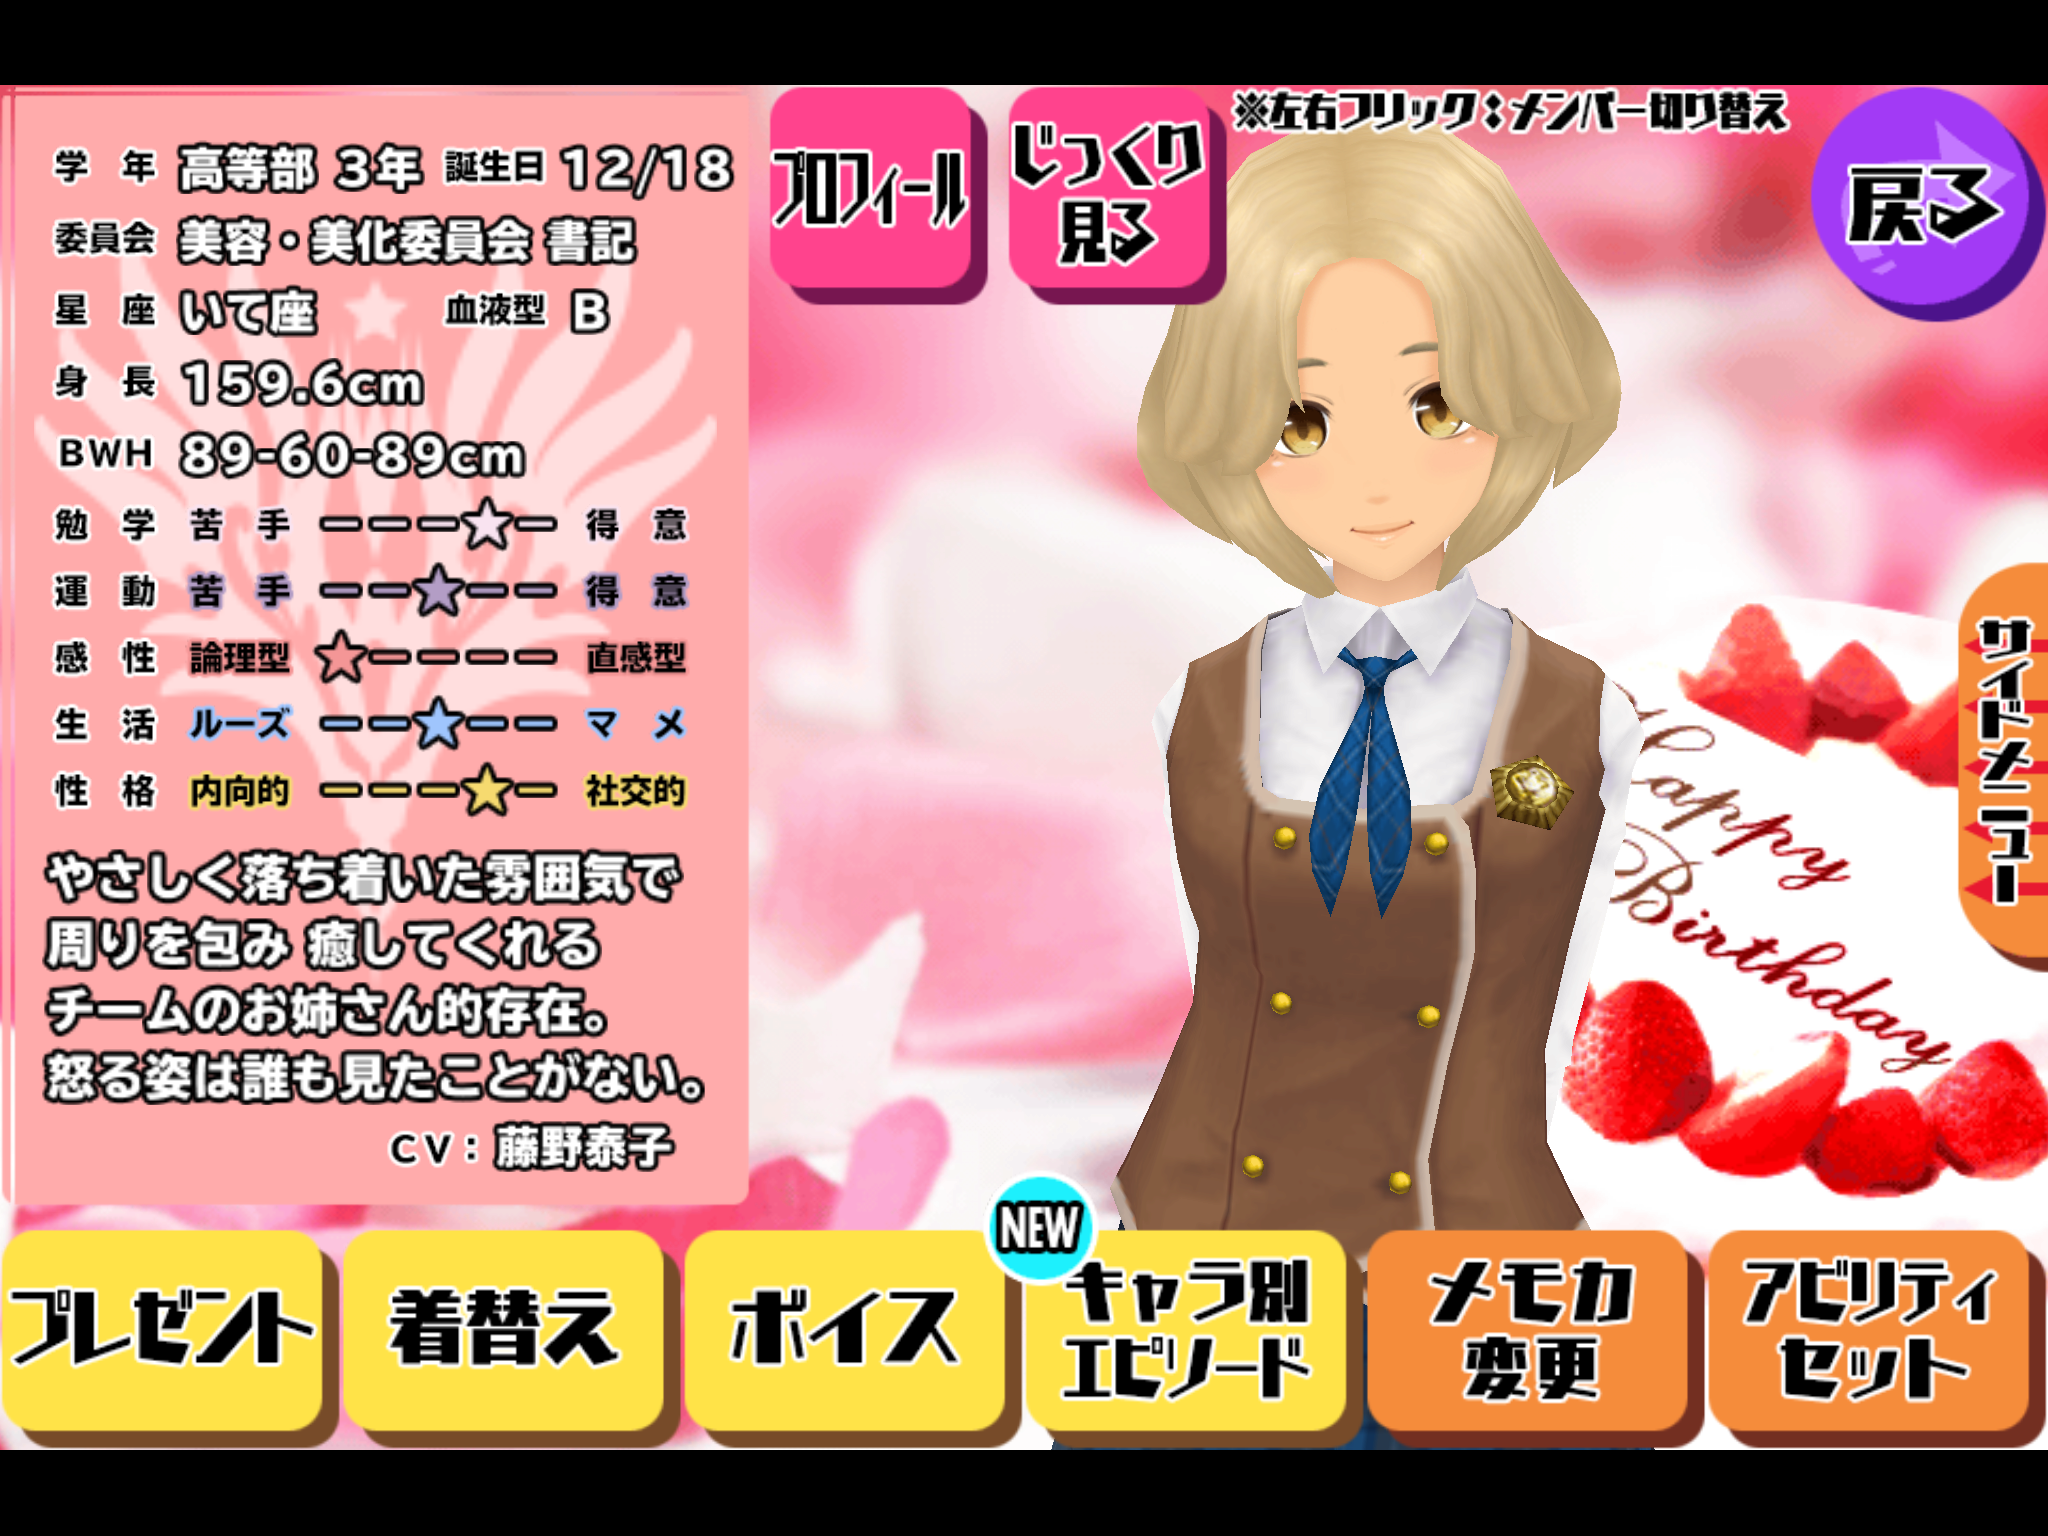 学年 高等部 3年 誕生日 12/18
委員会 美容・美化委員会 書記
星座 いて座 血液型 B
身長 159.6cm
BWH 89-60-89cm
勉学 苦手 得意
運動 苦手 得意
感性 論理型 直感型
生活 ルーズ マメ
性格 内向的 社交的
やさしく落ち着いた雰囲気で
周りを包み 癒してくれる
チームのお姉さん的存在。
怒る姿は誰も見たことがない。
CV：藤野泰子
プロフィール
じっくり
見る
※左右フリック：メンバー切り替え
戻る
サイドメニュー
Happy
Birthday
プレゼント
着替え
ボイス
NEW
キャラ別
エピソード
メモカ
変更
アビリティ
セット